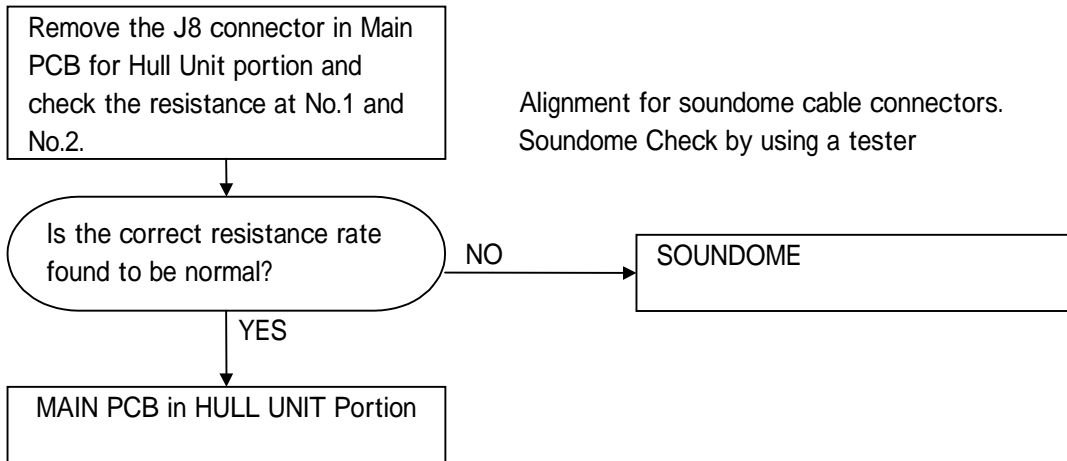 Remove the J8 connector in Main
PCB for Hull Unit portion and
check the resistance at No.1 and
No.2.
Alignment for soundome cable connectors.
Soundome Check by using a tester
Is the correct resistance rate
found to be normal?
NO
SOUNDOME
YES
MAIN PCB in HULL UNIT Portion